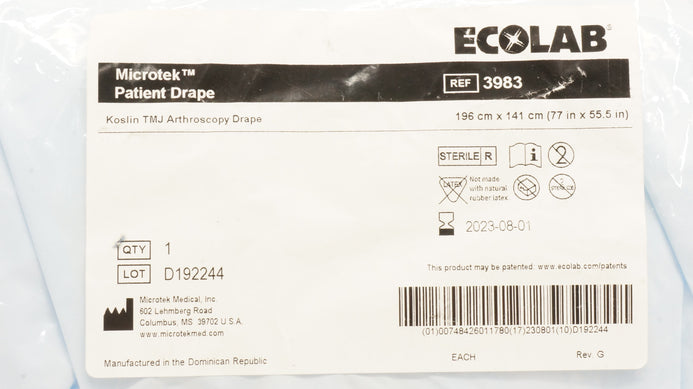 ECOLAB®
Microtek™
Patient Drape
REF 3983
Koslin TMJ Arthroscopy Drape
196 cm x 141 cm (77 in x 55.5 in)
STERILE R
2
LATEX
Not made
with natural
rubber latex
2023-08-01
QTY 1
LOT D192244
This product may be patented: www.ecolab.com/patents
Microtek Medical, Inc.
602 Lehmberg Road
Columbus, MS 39702 U.S.A.
www.microtekmed.com
(01)00748426011780(17)230801(10)D192244
Manufactured in the Dominican Republic
EACH
Rev. G